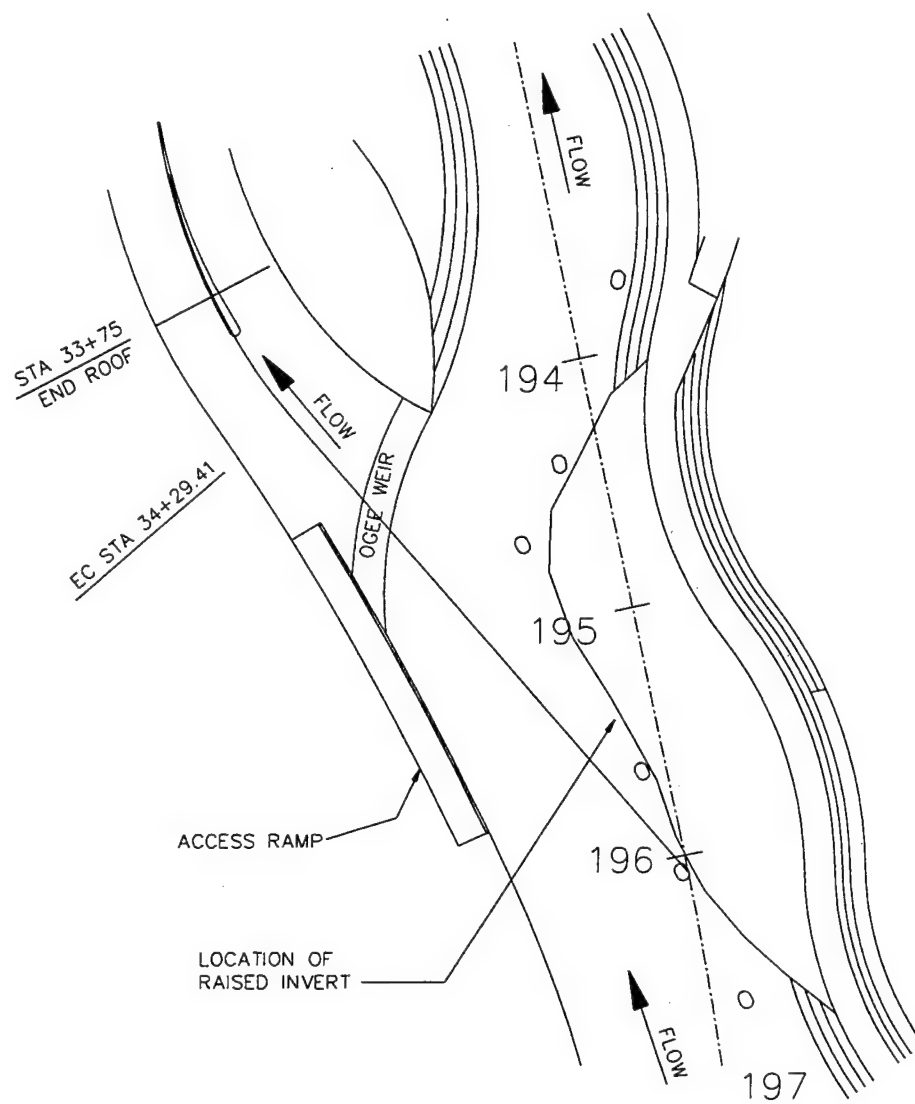 FLOW
STA 33+75
END ROOF
194
FLOW
OGEE WEIR
EC STA 34+29.41
195
ACCESS RAMP
196
LOCATION OF
RAISED INVERT
FLOW
197